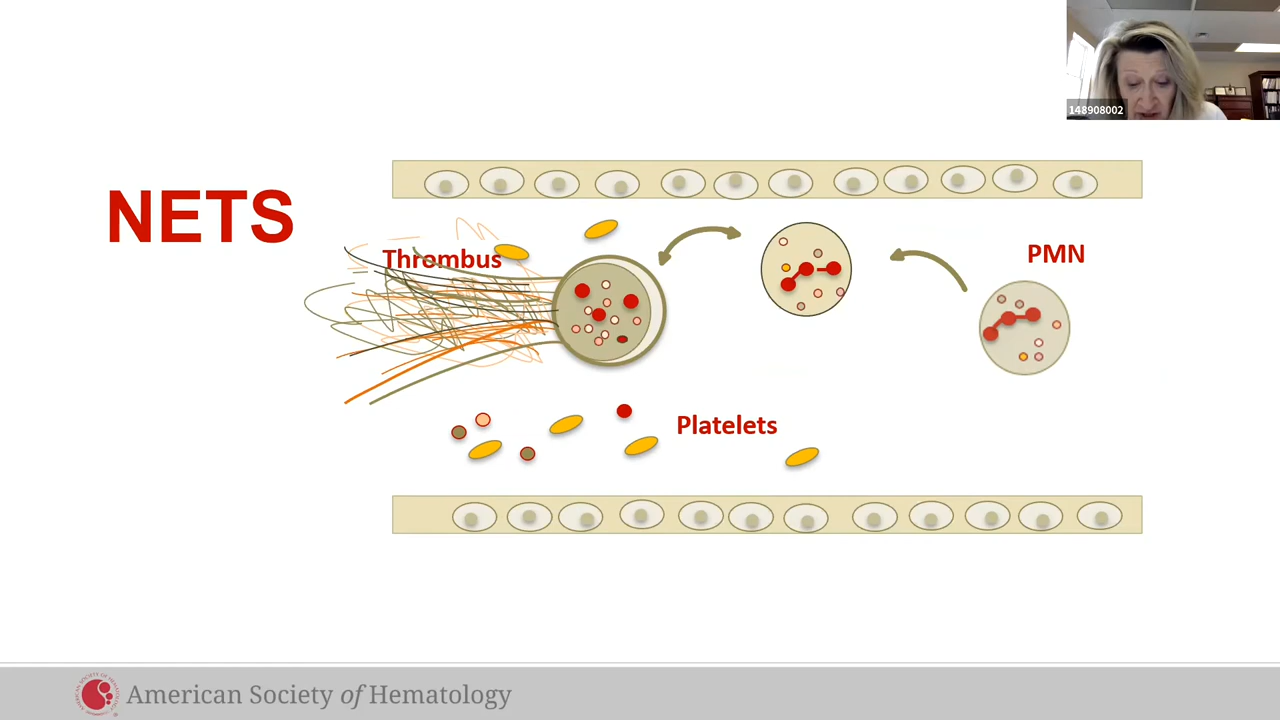 148908002
NETS
Thrombus
PMN
Platelets
American Society of Hematology